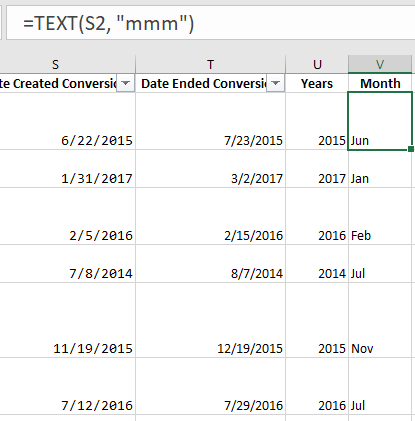 =TEXT(S2, "mmm")
S T U V
te Created Conversi Date Ended Conversi Years Month
6/22/2015 7/23/2015 2015 Jun
1/31/2017 3/2/2017 2017 Jan
2/5/2016 2/15/2016 2016 Feb
7/8/2014 8/7/2014 2014 Jul
11/19/2015 12/19/2015 2015 Nov
7/12/2016 7/29/2016 2016 Jul